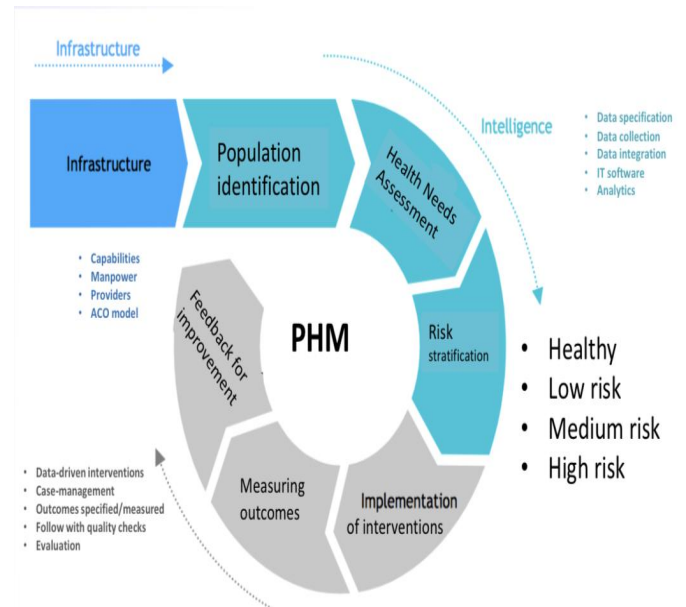 Infrastructure
Infrastructure
Population
identification
Health Needs
Assessment
Intelligence
• Data specification
• Data collection
• Data integration
• IT software
• Analytics
• Capabilities
• Manpower
• Providers
• ACO model
Feedback for
improvement
PHM
Risk
stratification
• Healthy
• Low risk
• Medium risk
• High risk
• Data-driven interventions
• Case-management
• Outcomes specified/measured
• Follow with quality checks
• Evaluation
Measuring
outcomes
Implementation
of interventions